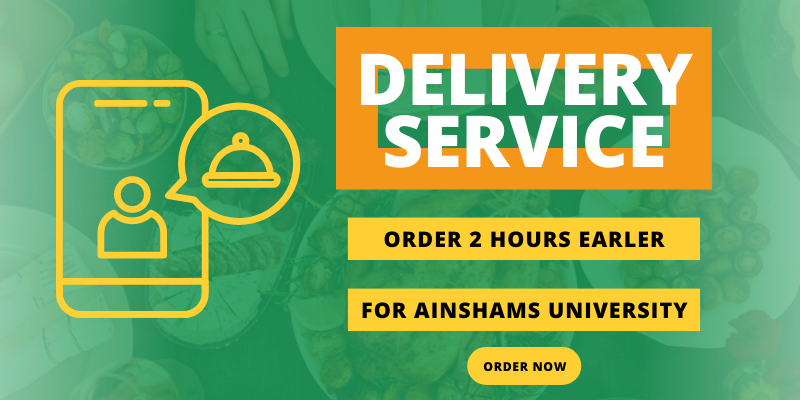 DELIVERY
SERVICE
ORDER 2 HOURS EARLER
FOR AINSHAMS UNIVERSITY
ORDER NOW